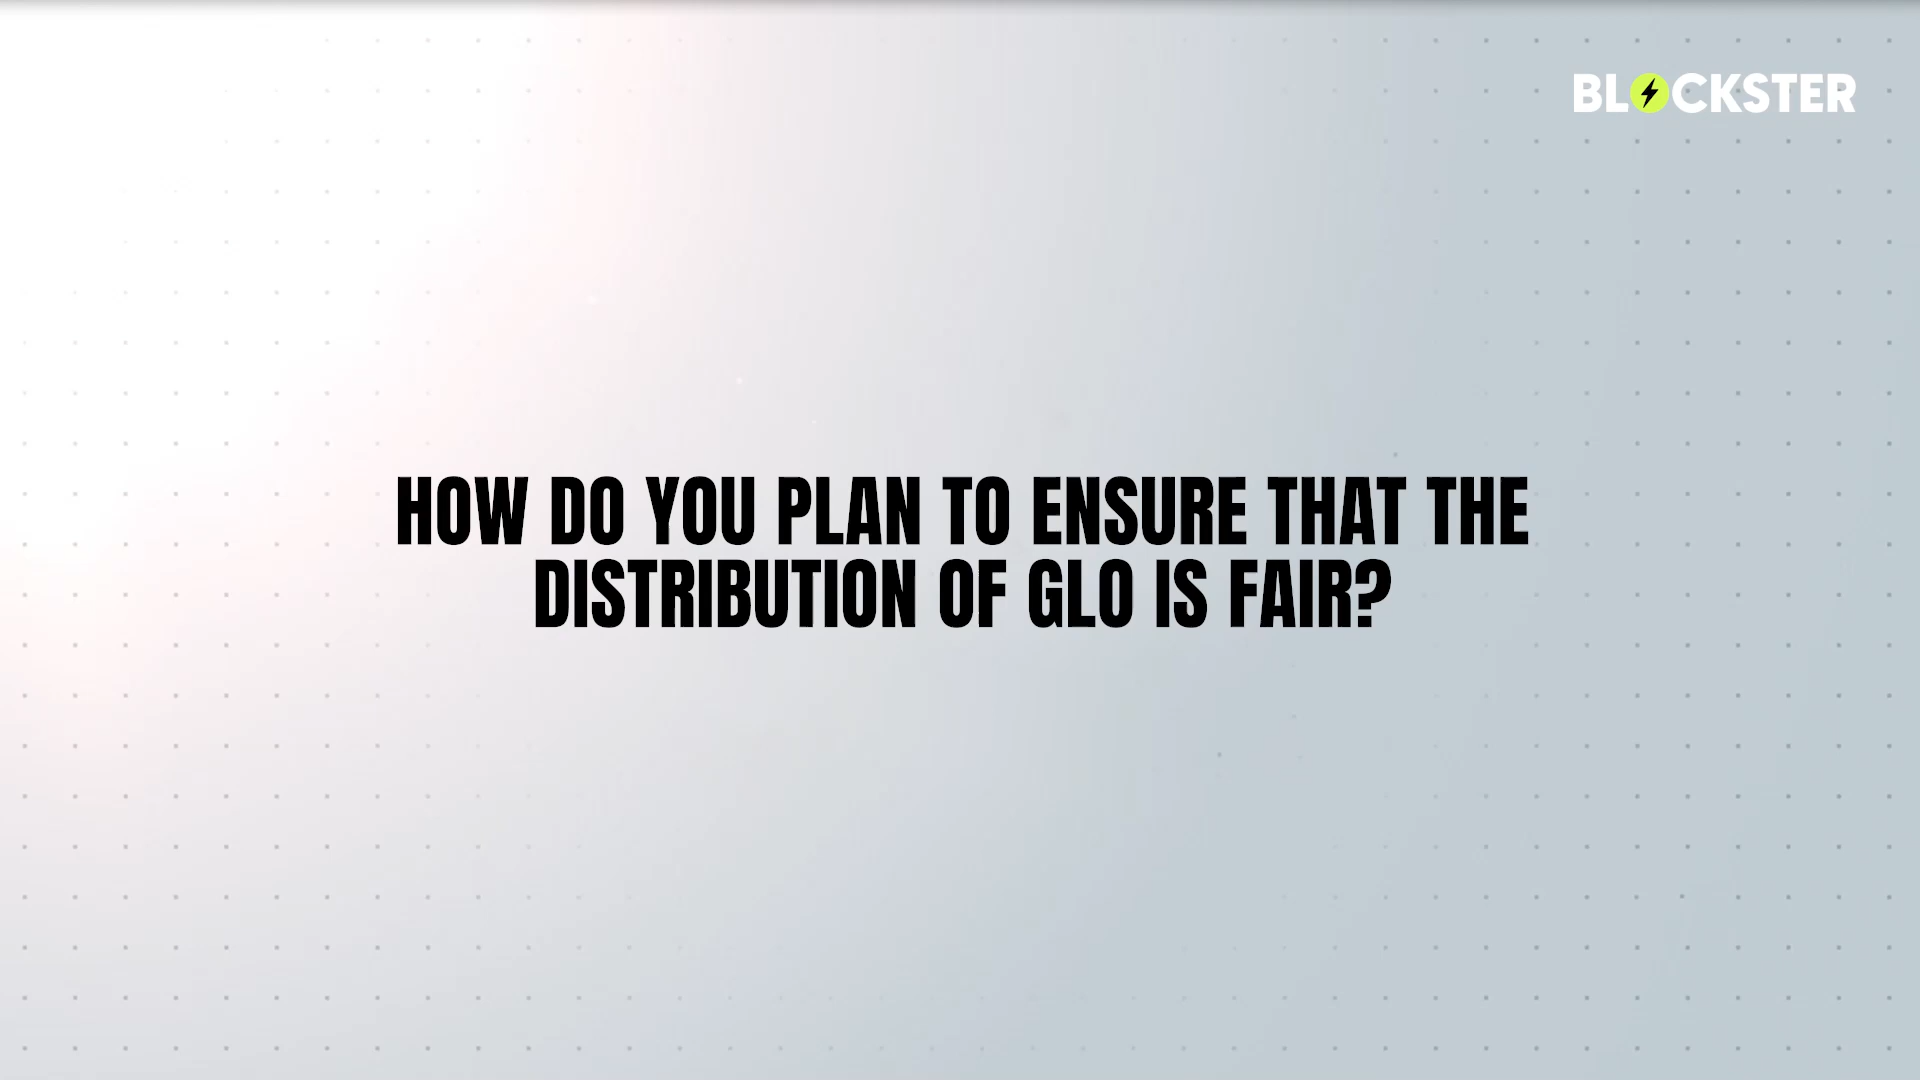 BLOCKSTER
HOW DO YOU PLAN TO ENSURE THAT THE
DISTRIBUTION OF GLO IS FAIR?